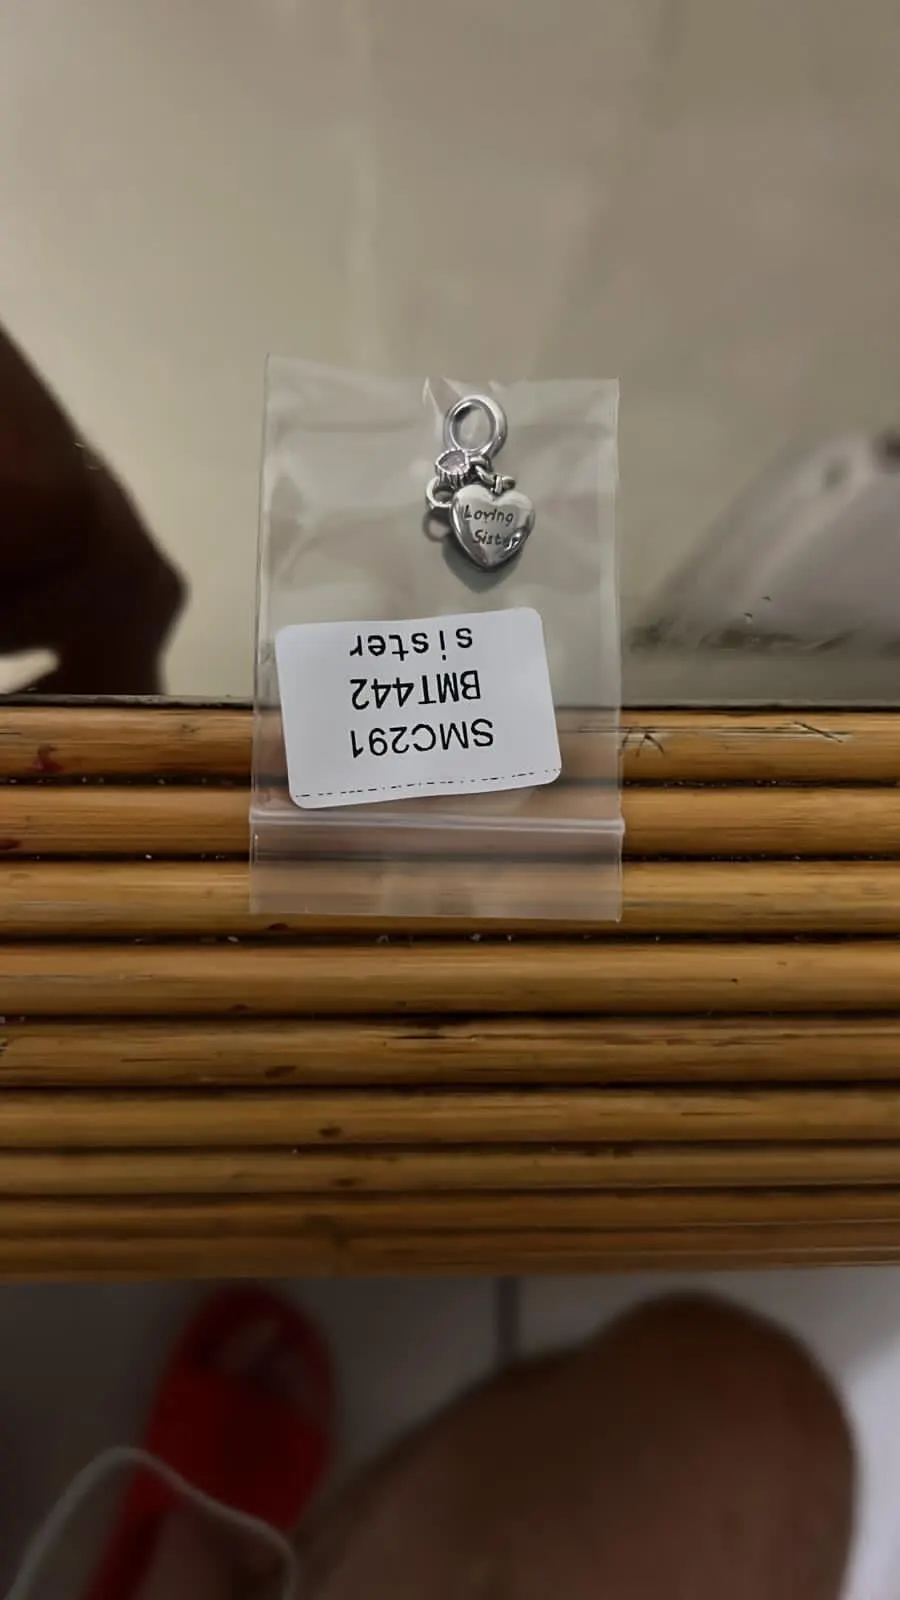 Loving
Sister
SMC291
BMT442
sister